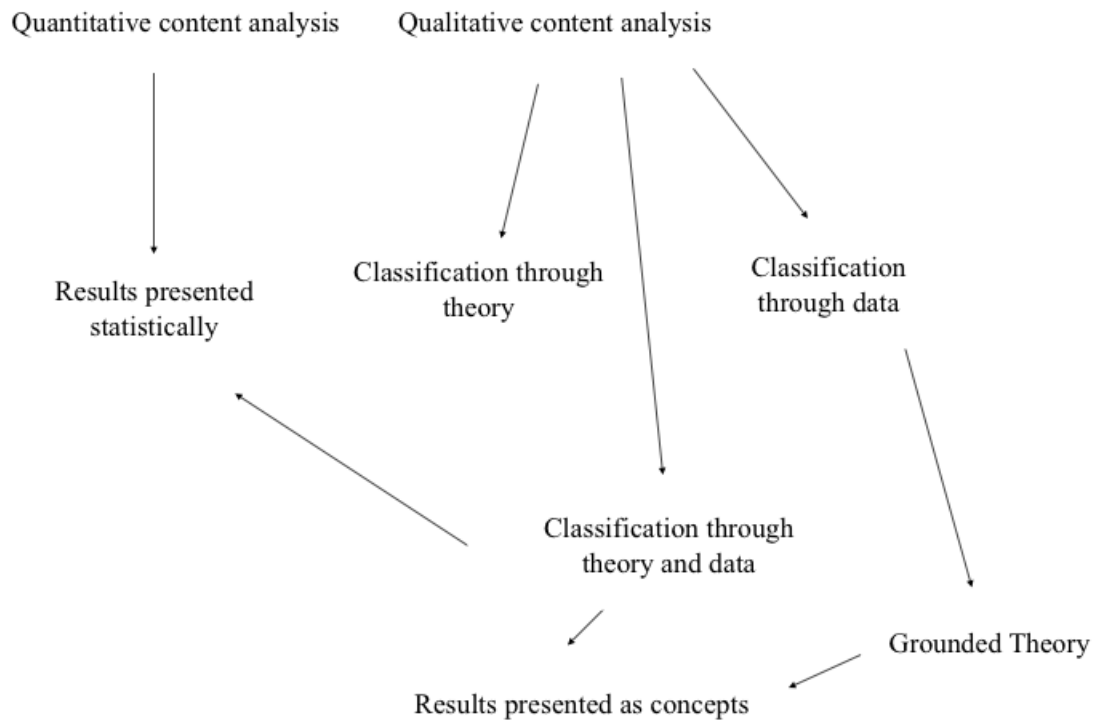 Quantitative content analysis
Qualitative content analysis
Classification through
theory
Classification
through data
Results presented
statistically
Classification through
theory and data
Grounded Theory
Results presented as concepts